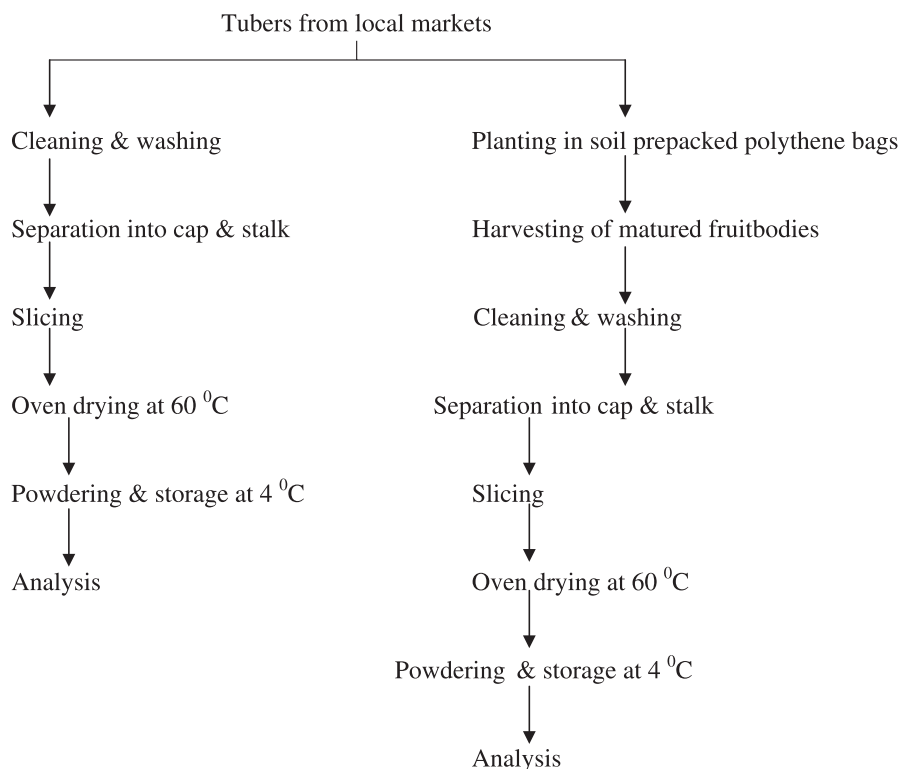 Tubers from local markets
Cleaning & washing
Separation into cap & stalk
Slicing
Oven drying at 60 ⁰C
Powdering & storage at 4 ⁰C
Analysis
Planting in soil prepacked polythene bags
Harvesting of matured fruitbodies
Cleaning & washing
Separation into cap & stalk
Slicing
Oven drying at 60 ⁰C
Powdering & storage at 4 ⁰C
Analysis